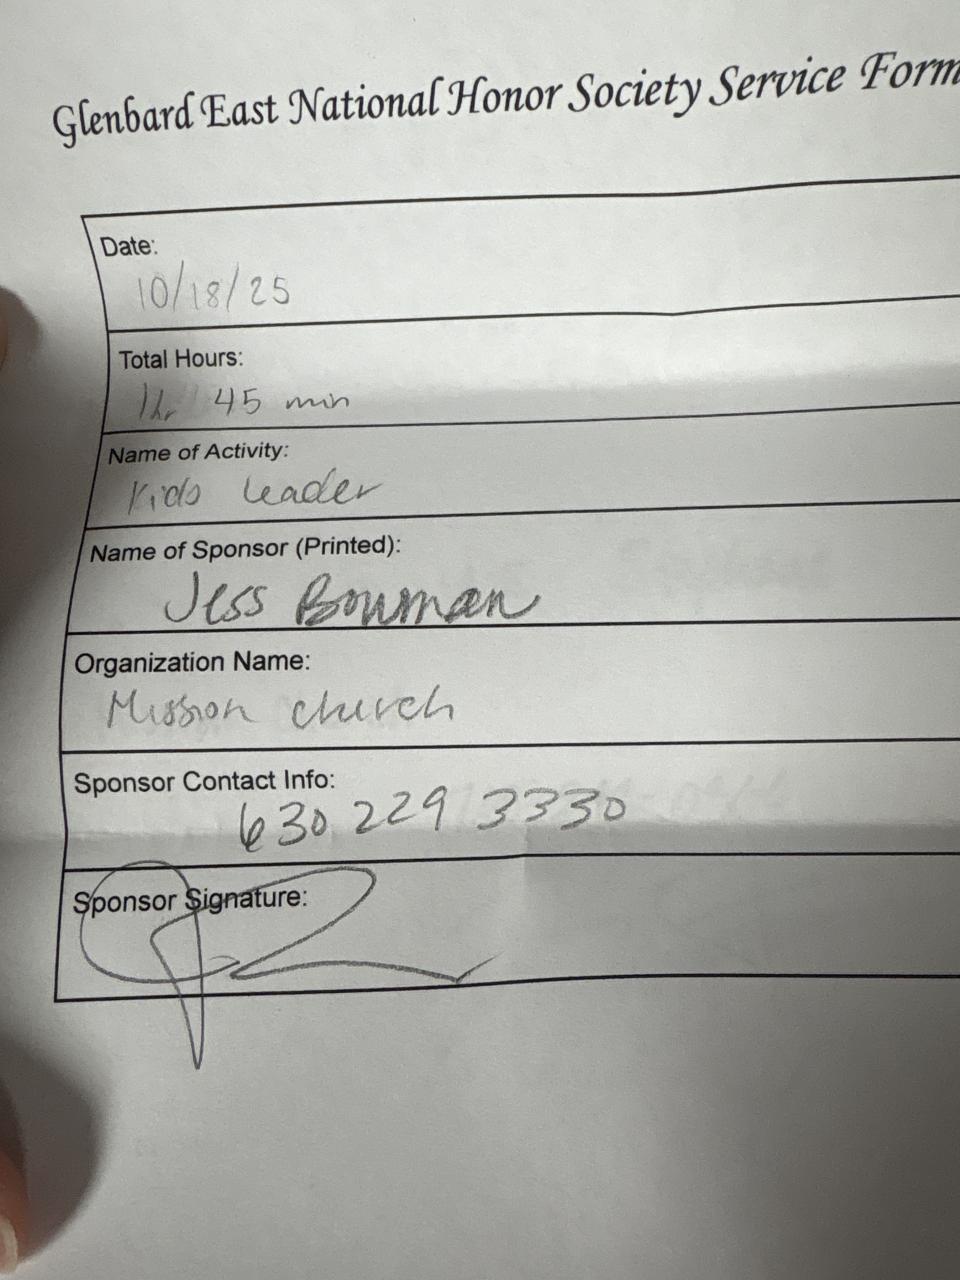 Glenbard East National Honor Society Service Form
Date:
10/18/25
Total Hours:
1hr 45 min
Name of Activity:
Kids Leader
Name of Sponsor (Printed):
Jess Bowman
Organization Name:
Mission church
Sponsor Contact Info:
630 229 3330
Sponsor Signature: